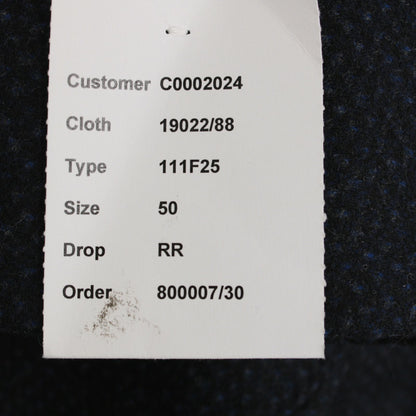 Customer C0002024
Cloth 19022/88
Type 111F25
Size 50
Drop RR
Order 800007/30